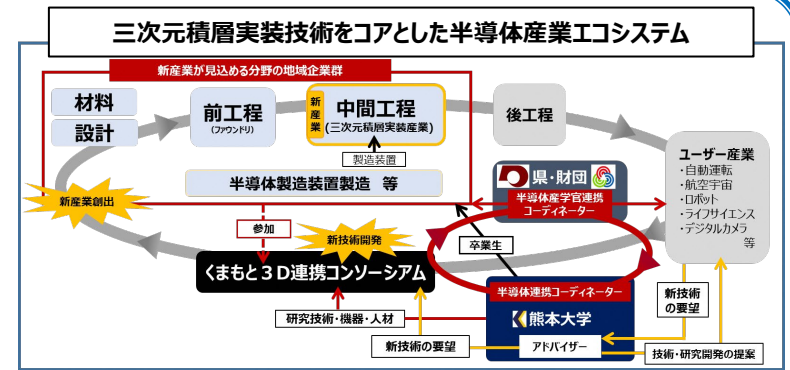 三次元積層実装技術をコアとした半導体産業エコシステム
新産業が見込める分野の地域企業群
材料
設計
前工程
(ファウンドリ)
新産業
中間工程
(三次元積層実装産業)
後工程
製造装置
半導体製造装置製造 等
ユーザー産業
・自動運転
・航空宇宙
・ロボット
・ライフサイエンス
・デジタルカメラ
等
県・財団
半導体産学官連携
コーディネーター
新産業創出
参加
新技術開発
卒業生
くまもと３D連携コンソーシアム
半導体連携コーディネーター
熊本大学
アドバイザー
研究技術・機器・人材
新技術の要望
新技術
の要望
技術・研究開発の提案